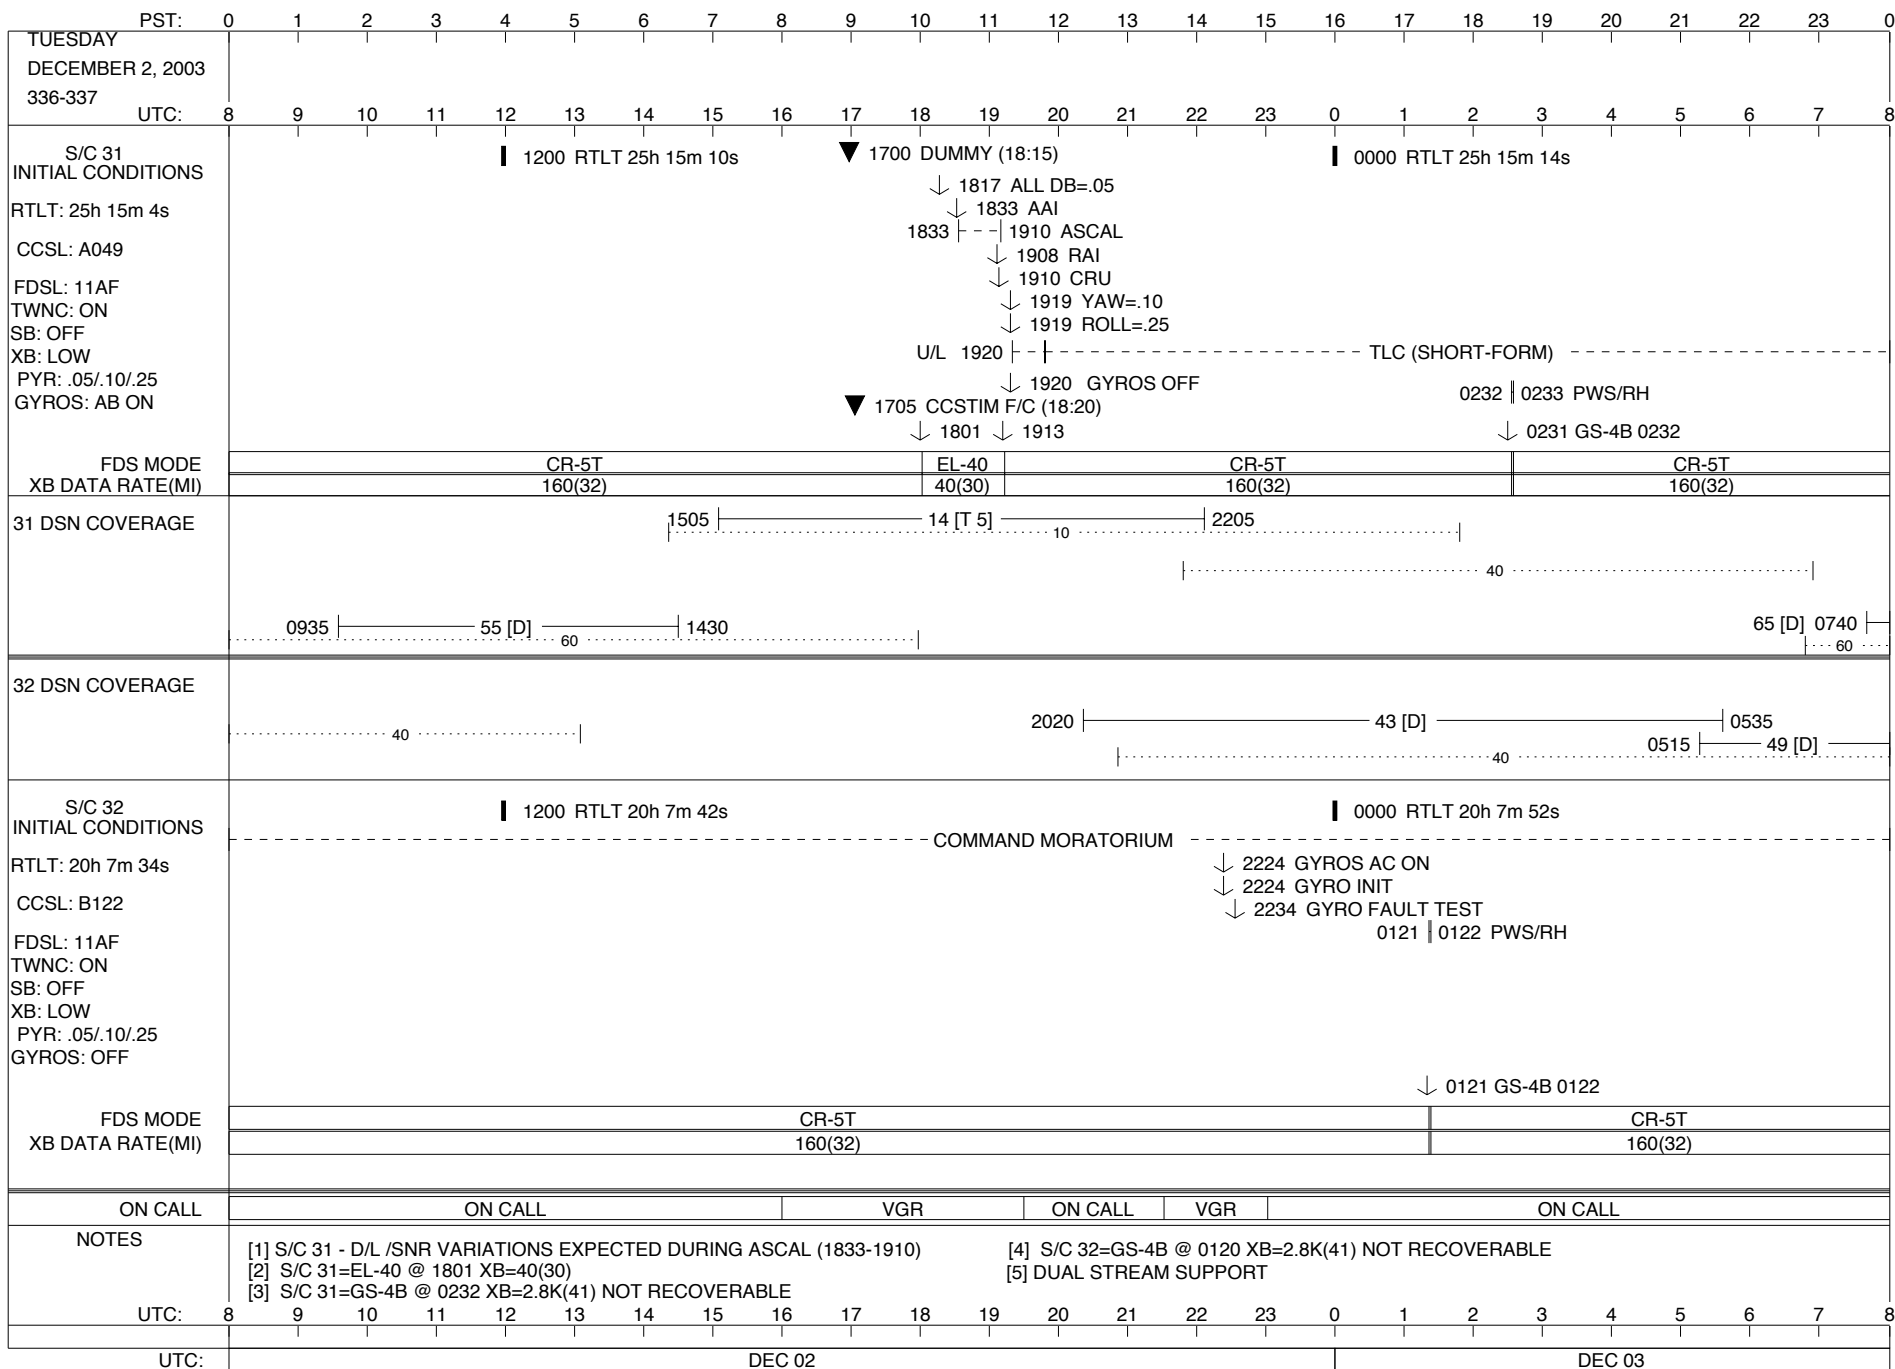 PST: 0 1 2 3 4 5 6 7 8 9 10 11 12 13 14 15 16 17 18 19 20 21 22 23 0
TUESDAY
DECEMBER 2, 2003
336-337
UTC: 8 9 10 11 12 13 14 15 16 17 18 19 20 21 22 23 0 1 2 3 4 5 6 7 8
S/C 31
INITIAL CONDITIONS
RTLT: 25h 15m 4s
CCSL: A049
FDSL: 11AF
TWNC: ON
SB: OFF
XB: LOW
PYR: .05/.10/.25
GYROS: AB ON
1200 RTLT 25h 15m 10s
1700 DUMMY (18:15)
0000 RTLT 25h 15m 14s
1817 ALL DB=.05
1833 AAI
1833 1910 ASCAL
1908 RAI
1910 CRU
1919 YAW=.10
1919 ROLL=.25
U/L 1920 TLC (SHORT-FORM)
1920 GYROS OFF
0232 0233 PWS/RH
1705 CCSTIM F/C (18:20)
1801 1913 0231 GS-4B 0232
FDS MODE CR-5T EL-40 CR-5T CR-5T
XB DATA RATE(MI) 160(32) 40(30) 160(32) 160(32)
31 DSN COVERAGE
1505 14 [T 5] 2205
10
40
0935 55 [D] 1430
60
65 [D] 0740
60
32 DSN COVERAGE
2020 43 [D] 0535
40
0515 49 [D]
40
S/C 32
INITIAL CONDITIONS
RTLT: 20h 7m 34s
CCSL: B122
FDSL: 11AF
TWNC: ON
SB: OFF
XB: LOW
PYR: .05/.10/.25
GYROS: OFF
1200 RTLT 20h 7m 42s
0000 RTLT 20h 7m 52s
COMMAND MORATORIUM
2224 GYROS AC ON
2224 GYRO INIT
2234 GYRO FAULT TEST
0121 0122 PWS/RH
0121 GS-4B 0122
FDS MODE CR-5T CR-5T
XB DATA RATE(MI) 160(32) 160(32)
ON CALL ON CALL VGR ON CALL VGR ON CALL
NOTES
[1] S/C 31 - D/L /SNR VARIATIONS EXPECTED DURING ASCAL (1833-1910)
[2] S/C 31=EL-40 @ 1801 XB=40(30)
[3] S/C 31=GS-4B @ 0232 XB=2.8K(41) NOT RECOVERABLE
[4] S/C 32=GS-4B @ 0120 XB=2.8K(41) NOT RECOVERABLE
[5] DUAL STREAM SUPPORT
UTC: 8 9 10 11 12 13 14 15 16 17 18 19 20 21 22 23 0 1 2 3 4 5 6 7 8
UTC: DEC 02 DEC 03